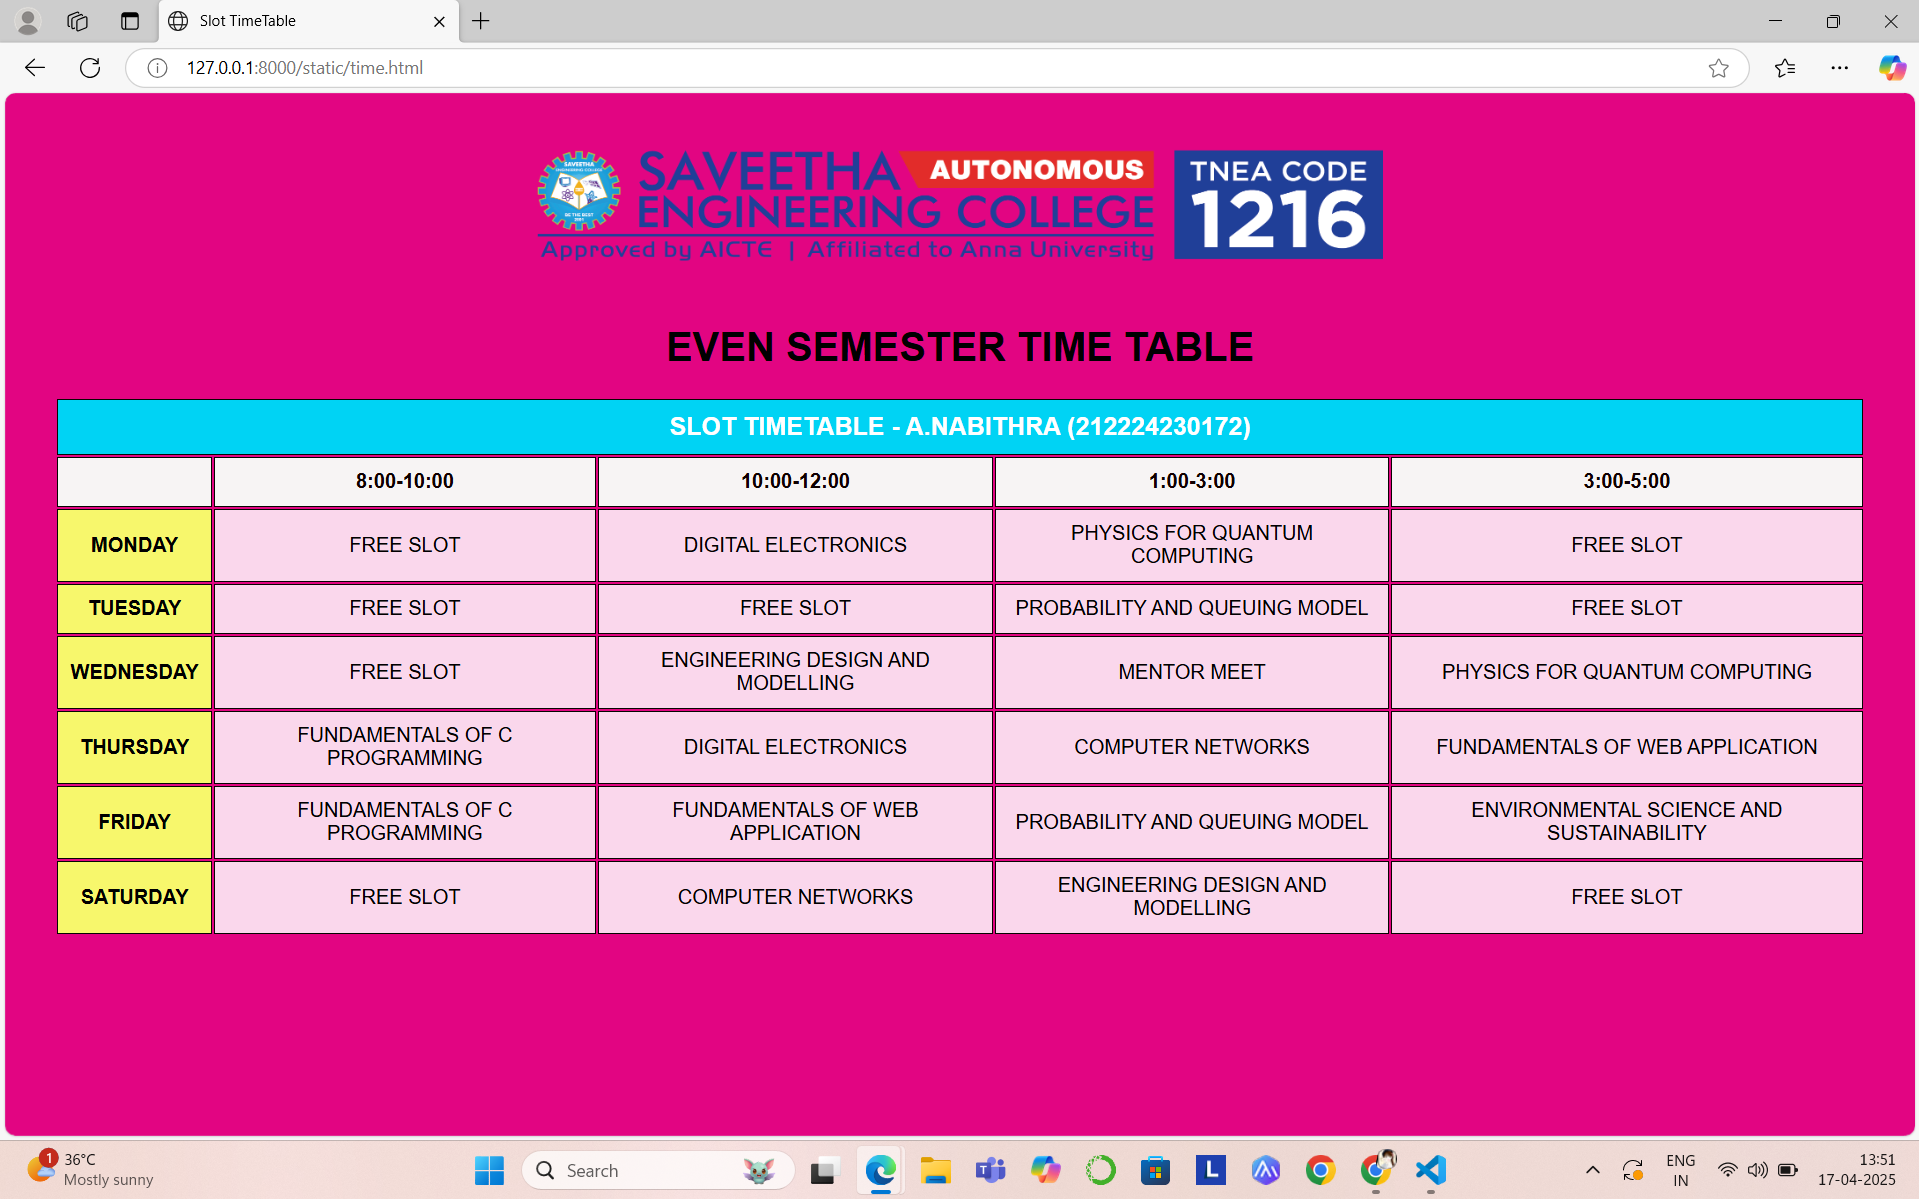 Slot TimeTable
127.0.0.1:8000/static/time.html
SAVEETHA AUTONOMOUS
ENGINEERING COLLEGE
Approved by AICTE | Affiliated to Anna University
TNEA CODE
1216
SAVEETHA
ENGINEERING COLLEGE
BE THE BEST
2001
EVEN SEMESTER TIME TABLE
SLOT TIMETABLE - A.NABITHRA (212224230172)
8:00-10:00 10:00-12:00 1:00-3:00 3:00-5:00
MONDAY FREE SLOT DIGITAL ELECTRONICS PHYSICS FOR QUANTUM
COMPUTING FREE SLOT
TUESDAY FREE SLOT FREE SLOT PROBABILITY AND QUEUING MODEL FREE SLOT
WEDNESDAY FREE SLOT ENGINEERING DESIGN AND
MODELLING MENTOR MEET PHYSICS FOR QUANTUM COMPUTING
THURSDAY FUNDAMENTALS OF C
PROGRAMMING DIGITAL ELECTRONICS COMPUTER NETWORKS FUNDAMENTALS OF WEB APPLICATION
FRIDAY FUNDAMENTALS OF C
PROGRAMMING FUNDAMENTALS OF WEB
APPLICATION PROBABILITY AND QUEUING MODEL ENVIRONMENTAL SCIENCE AND
SUSTAINABILITY
SATURDAY FREE SLOT COMPUTER NETWORKS ENGINEERING DESIGN AND
MODELLING FREE SLOT
1
36°C
Mostly sunny
Search
L
ENG
IN
13:51
17-04-2025